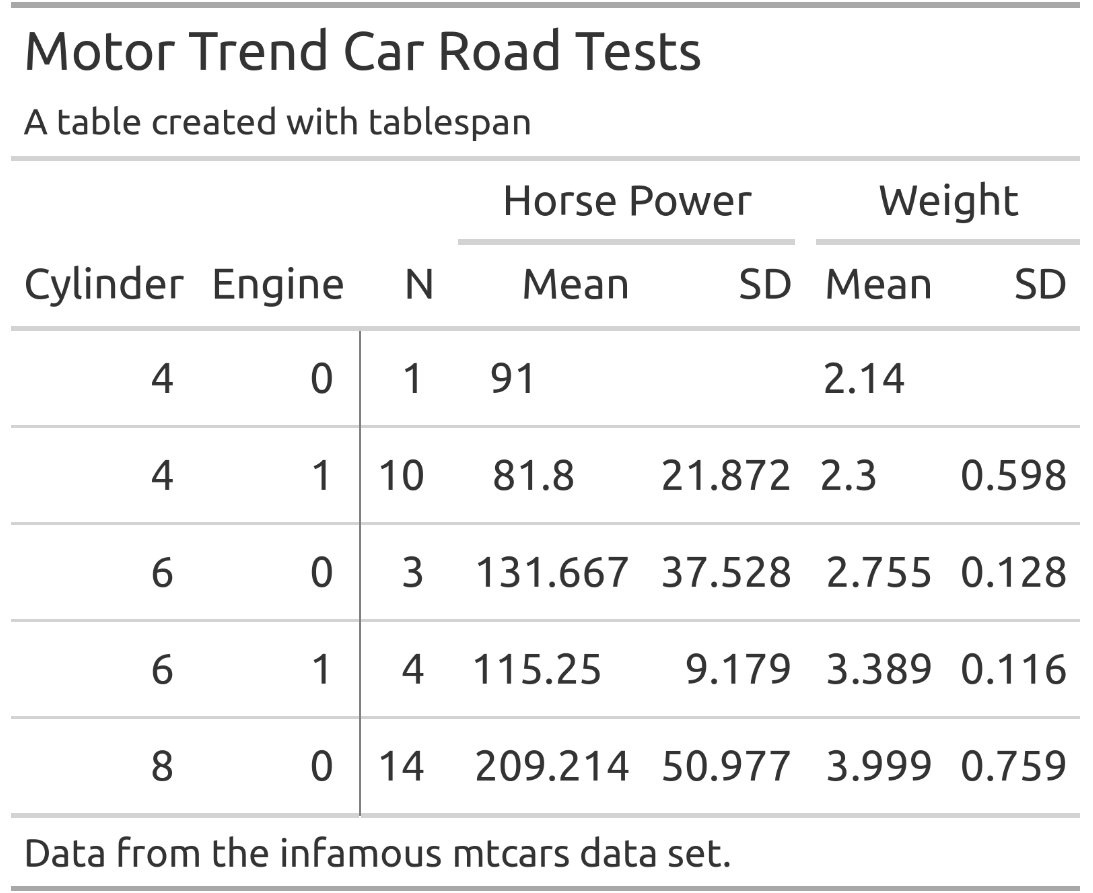 Motor Trend Car Road Tests
A table created with tablespan
Horse Power Weight
Cylinder Engine N Mean SD Mean SD
4 0 1 91 2.14
4 1 10 81.8 21.872 2.3 0.598
6 0 3 131.667 37.528 2.755 0.128
6 1 4 115.25 9.179 3.389 0.116
8 0 14 209.214 50.977 3.999 0.759
Data from the infamous mtcars data set.